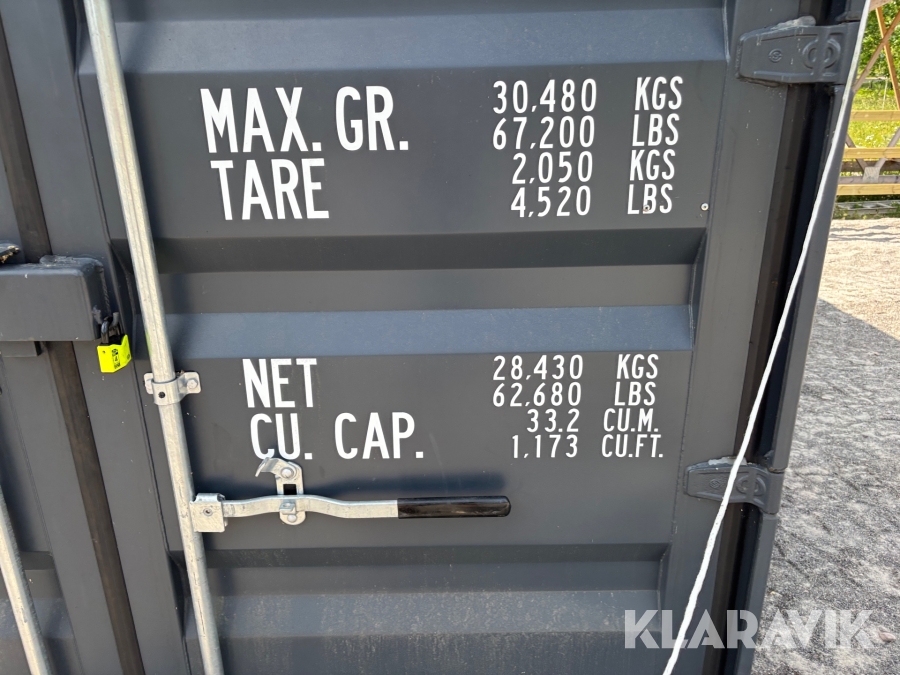 MAX. GR. 30,480 KGS
67,200 LBS
TARE 2,050 KGS
4,520 LBS
NET 28,430 KGS
62,680 LBS
CU. CAP. 33.2 CU.M.
1,173 CU.FT.
KLARAVIK